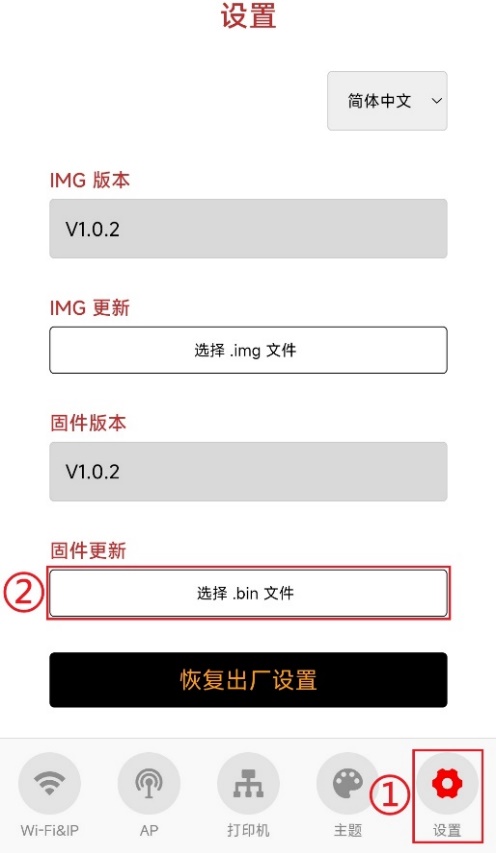 设置
简体中文
IMG 版本
V1.0.2
IMG 更新
选择 .img 文件
固件版本
V1.0.2
固件更新
②
选择 .bin 文件
恢复出厂设置
①
Wi-Fi&IP
AP
打印机
主题
设置